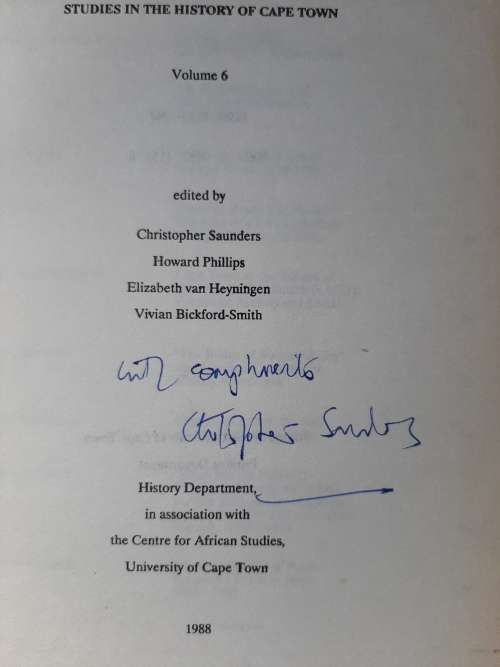 STUDIES IN THE HISTORY OF CAPE TOWN
Volume 6
edited by
Christopher Saunders
Howard Phillips
Elizabeth van Heyningen
Vivian Bickford-Smith
with compliments
Christopher Saunders
History Department,
in association with
the Centre for African Studies,
University of Cape Town
1988